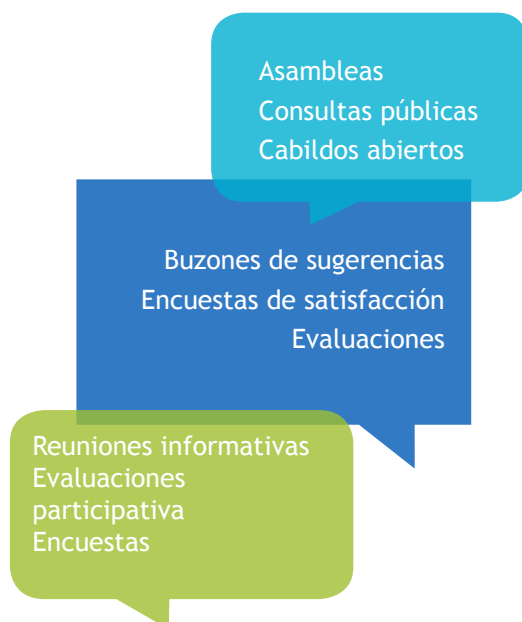 Asambleas
Consultas públicas
Cabildos abiertos
Buzones de sugerencias
Encuestas de satisfacción
Evaluaciones
Reuniones informativas
Evaluaciones
participativa
Encuestas